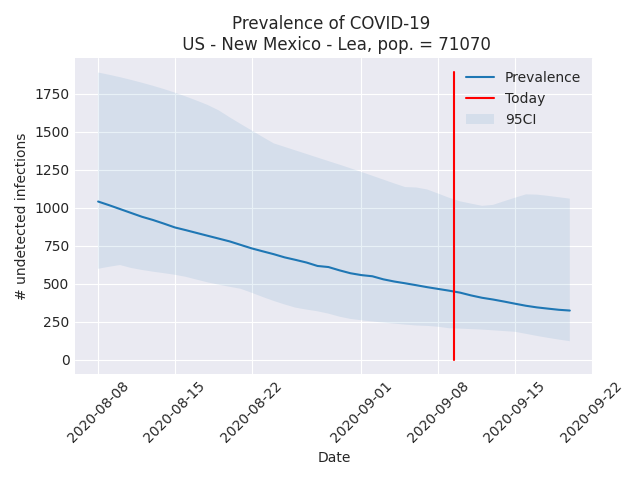 Prevalence of COVID-19
US - New Mexico - Lea, pop. = 71070
Prevalence
Today
95CI
# undetected infections
1750
1500
1250
1000
750
500
250
0
2020-08-08
2020-08-15
2020-08-22
2020-09-01
2020-09-08
2020-09-15
2020-09-22
Date